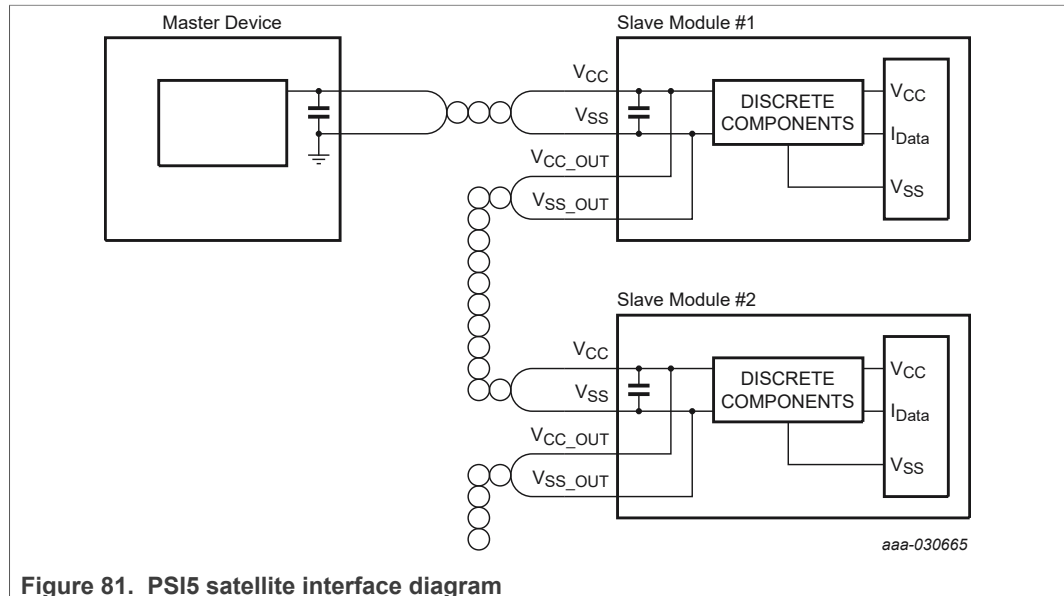 Master Device
Slave Module #1
VCC
VSS
VCC_OUT
VSS_OUT
DISCRETE
COMPONENTS
VCC
IData
VSS
Slave Module #2
VCC
VSS
VCC_OUT
VSS_OUT
DISCRETE
COMPONENTS
VCC
IData
VSS
aaa-030665
Figure 81. PSI5 satellite interface diagram